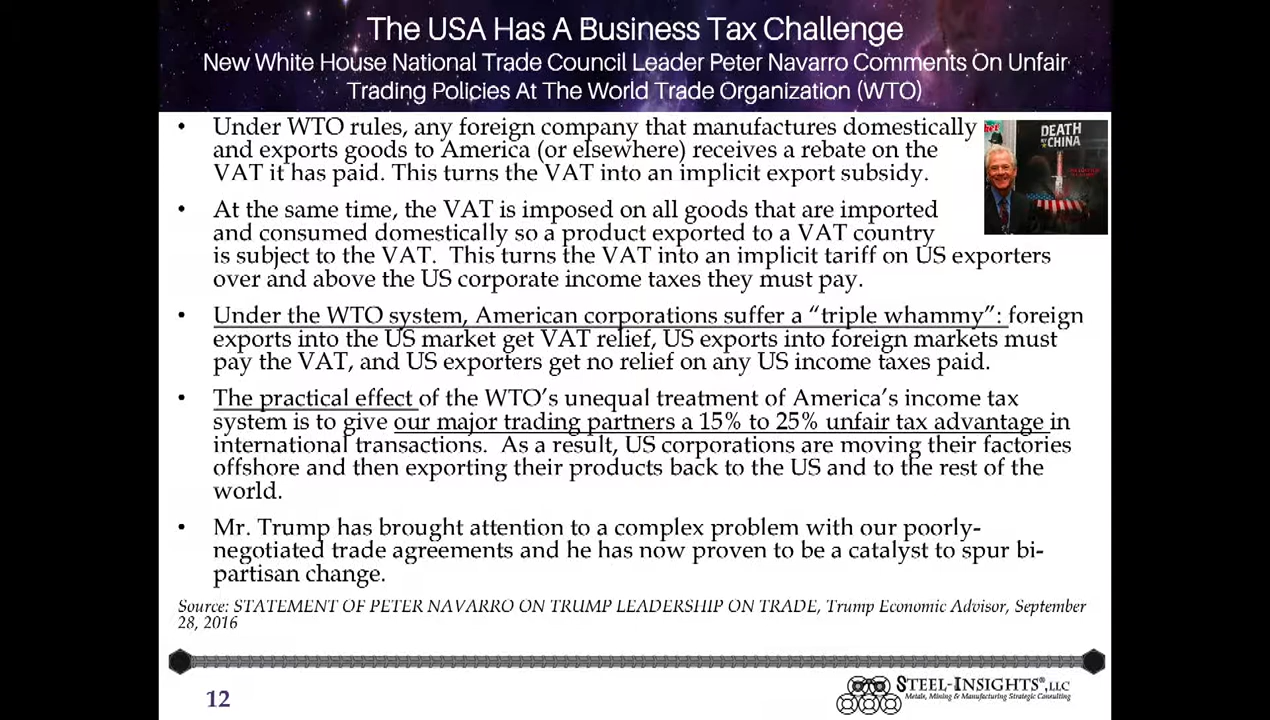 The USA Has A Business Tax Challenge
New White House National Trade Council Leader Peter Navarro Comments On Unfair
Trading Policies At The World Trade Organization (WTO)
• Under WTO rules, any foreign company that manufactures domestically
and exports goods to America (or elsewhere) receives a rebate on the
VAT it has paid. This turns the VAT into an implicit export subsidy.
DEATH
BY CHINA
• At the same time, the VAT is imposed on all goods that are imported
and consumed domestically so a product exported to a VAT country
is subject to the VAT. This turns the VAT into an implicit tariff on US exporters
over and above the US corporate income taxes they must pay.
• Under the WTO system, American corporations suffer a “triple whammy”: foreign
exports into the US market get VAT relief, US exports into foreign markets must
pay the VAT, and US exporters get no relief on any US income taxes paid.
• The practical effect of the WTO’s unequal treatment of America’s income tax
system is to give our major trading partners a 15% to 25% unfair tax advantage in
international transactions. As a result, US corporations are moving their factories
offshore and then exporting their products back to the US and to the rest of the
world.
• Mr. Trump has brought attention to a complex problem with our poorly-
negotiated trade agreements and he has now proven to be a catalyst to spur bi-
partisan change.
Source: STATEMENT OF PETER NAVARRO ON TRUMP LEADERSHIP ON TRADE, Trump Economic Advisor, September
28, 2016
12
STEEL-INSIGHTS®, LLC
Metals, Mining & Manufacturing Strategic Consulting